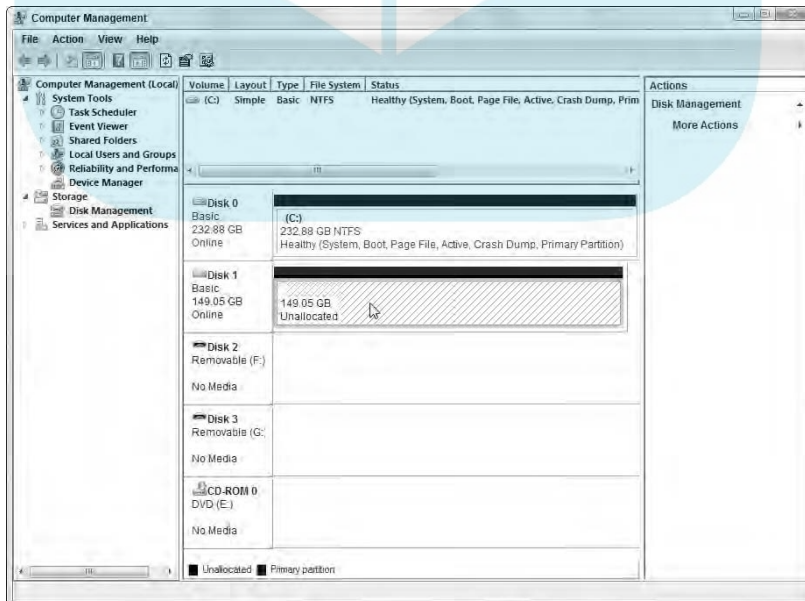 Computer Management
File Action View Help
Computer Management (Local)
System Tools
Task Scheduler
Event Viewer
Shared Folders
Local Users and Groups
Reliability and Performa
Device Manager
Storage
Disk Management
Services and Applications
Volume Layout Type File System Status
(C:) Simple Basic NTFS Healthy (System, Boot, Page File, Active, Crash Dump, Prim
Disk 0
Basic
232.88 GB
Online
(C:)
232.88 GB NTFS
Healthy (System, Boot, Page File, Active, Crash Dump, Primary Partition)
Disk 1
Basic
149.05 GB
Online
149.05 GB
Unallocated
Disk 2
Removable (F:)
No Media
Disk 3
Removable (G:
No Media
CD-ROM 0
DVD (E:)
No Media
Unallocated Primary partition
Actions
Disk Management
More Actions